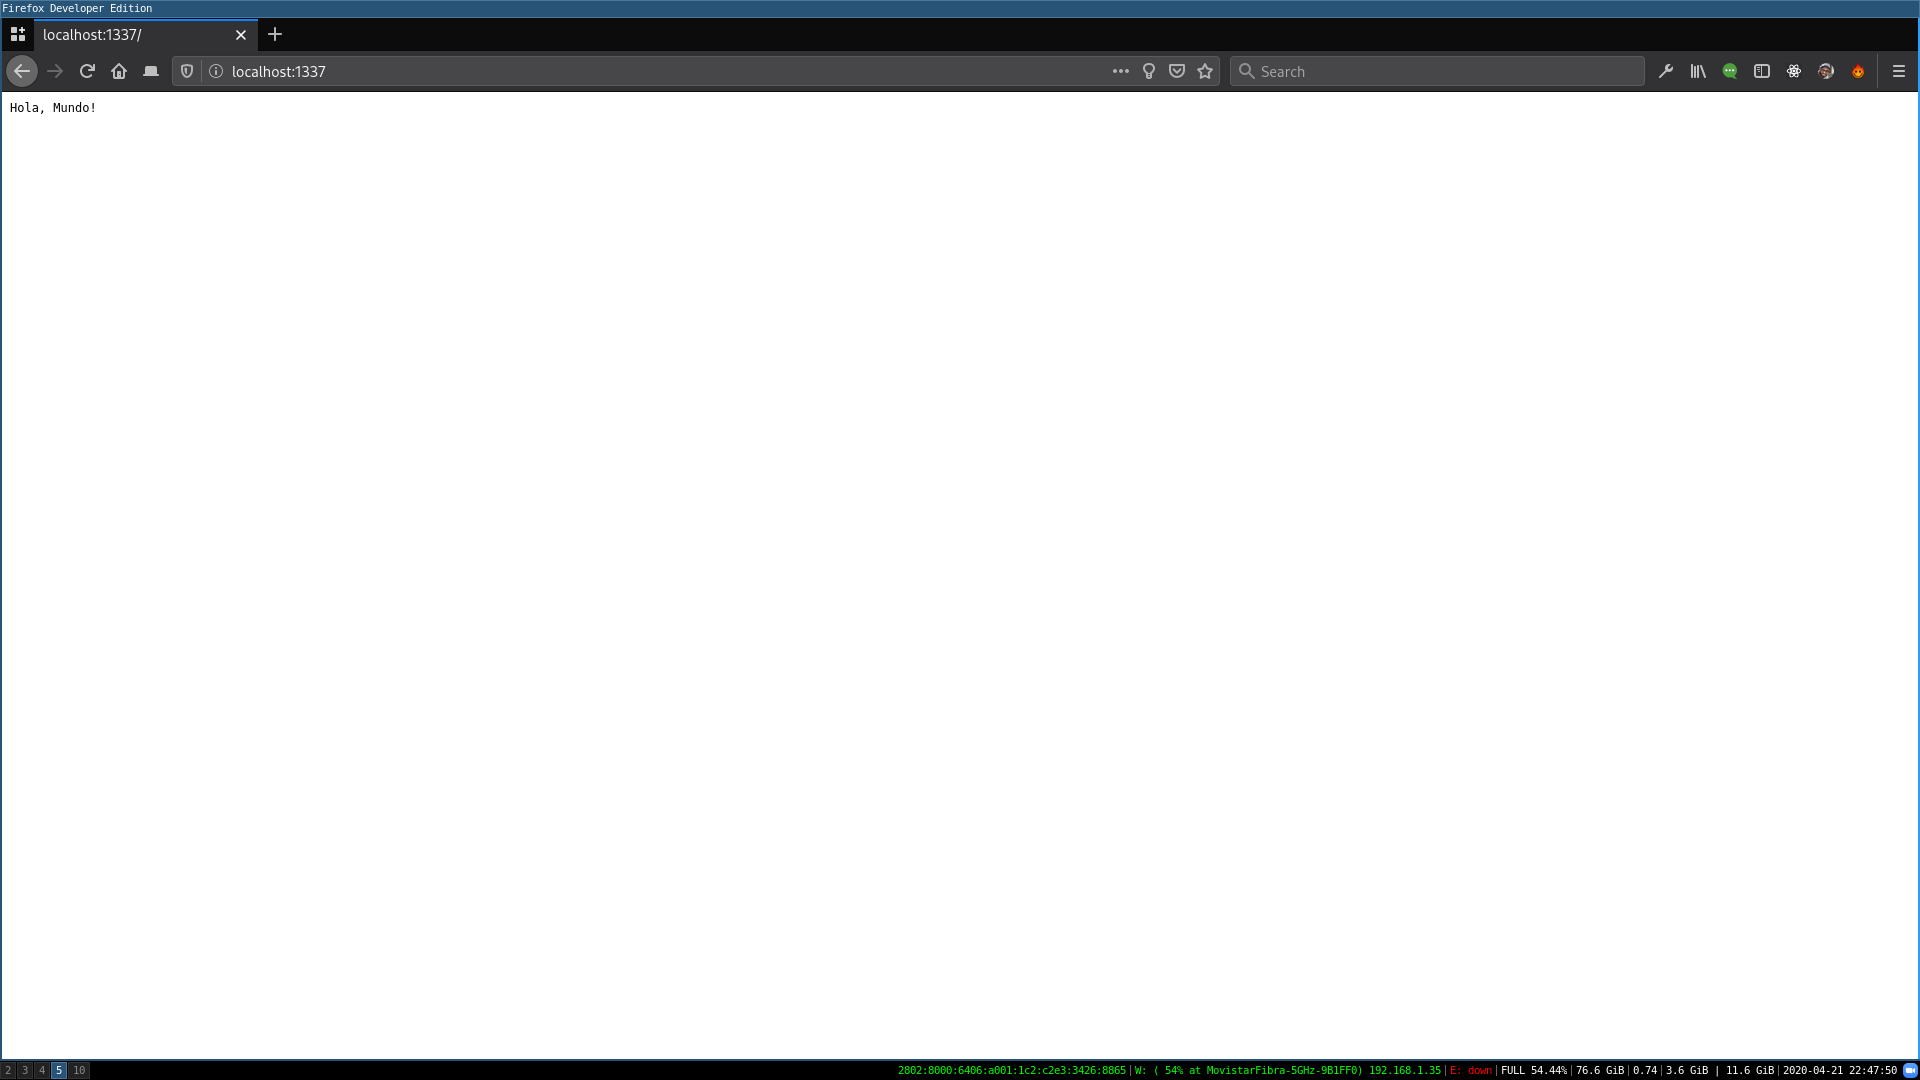 Firefox Developer Edition
localhost:1337/
localhost:1337
Search
Hola, Mundo!
2 3 4 5 10
2802:8000:6406:a001:1c2:c2e3:3426:8865|W: ( 54% at MovistarFibra-5GHz-9B1FF0) 192.168.1.35|E: down|FULL 54.44%|76.6 GiB|0.74|3.6 GiB | 11.6 GiB|2020-04-21 22:47:50